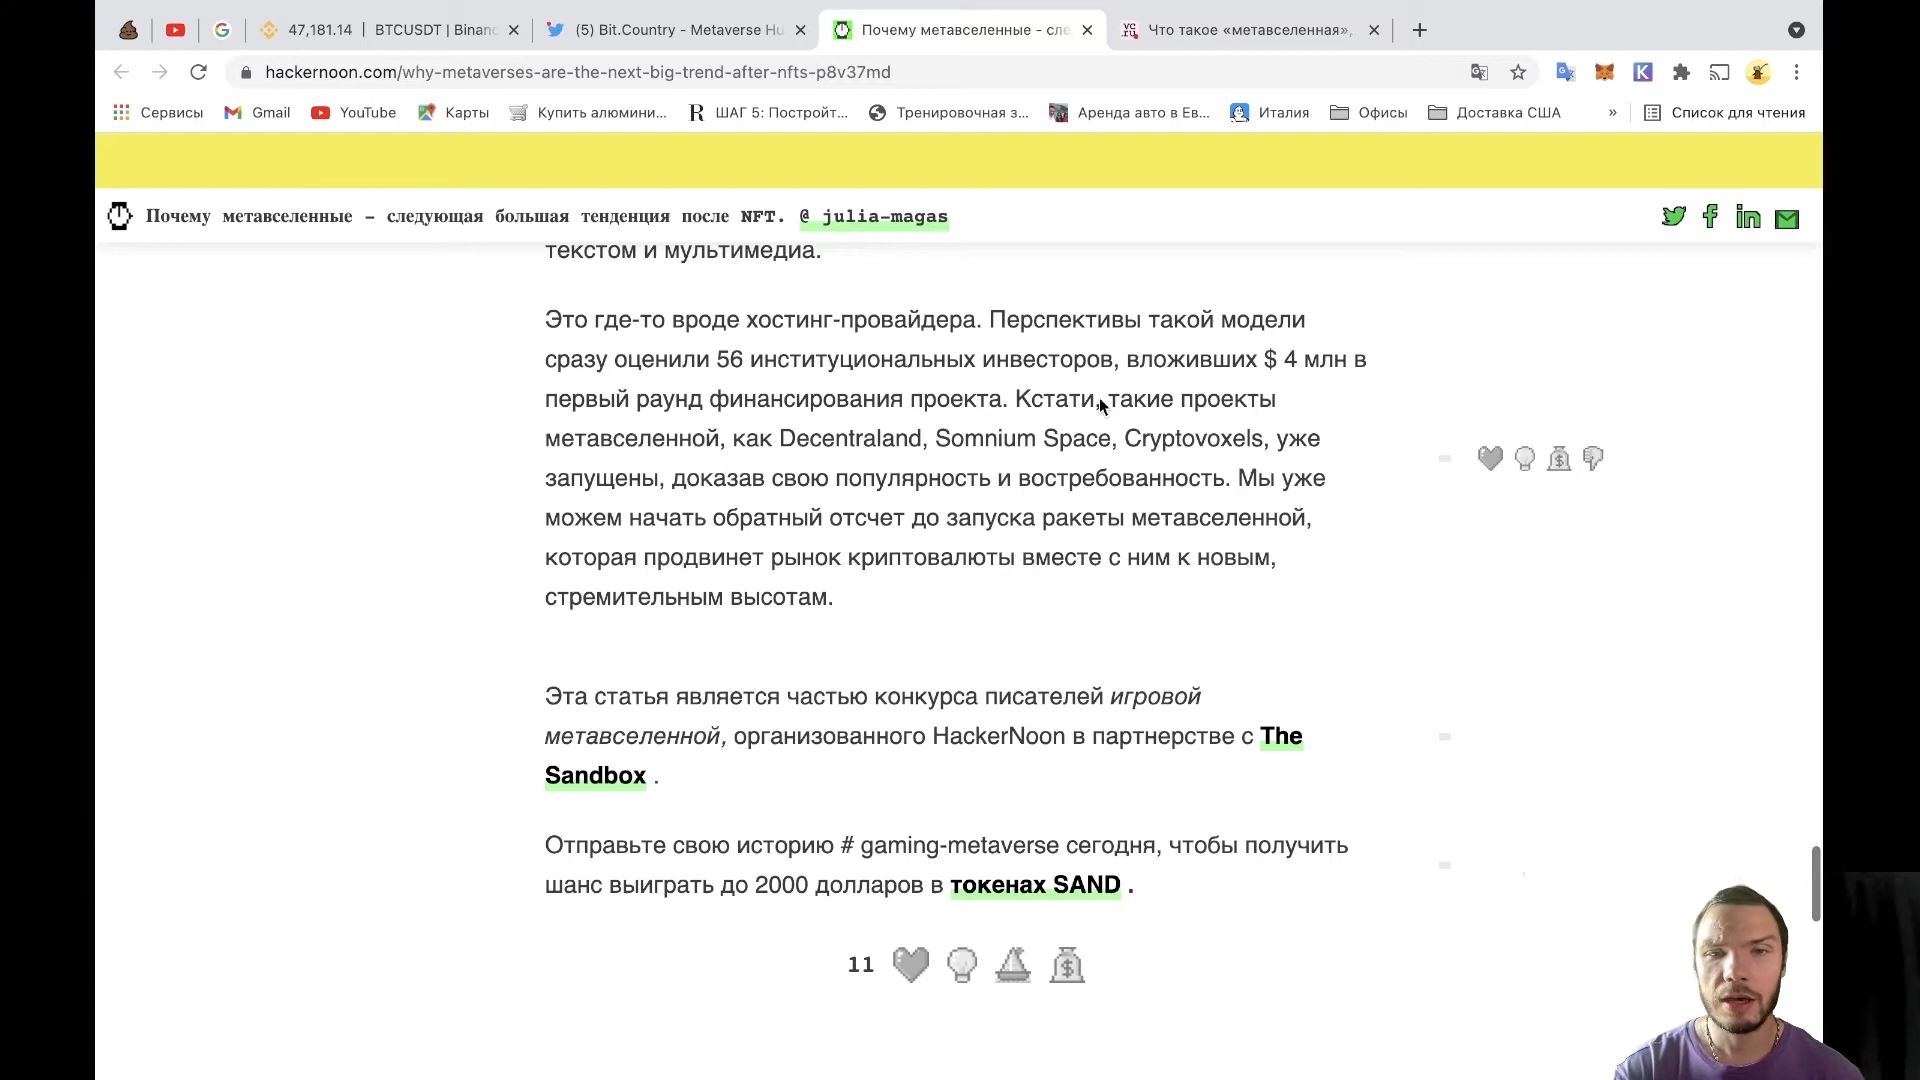 47,181.14 | BTCUSDT | Binanc
(5) Bit.Country - Metaverse Hu
Почему метавселенные - сле
Что такое «метавселенная»,
hackernoon.com/why-metaverses-are-the-next-big-trend-after-nfts-p8v37md
Сервисы
Gmail
YouTube
Карты
Купить алюмини...
ШАГ 5: Постройт...
Тренировочная з...
Аренда авто в Ев...
Италия
Офисы
Доставка США
»
Список для чтения
Почему метавселенные – следующая большая тенденция после NFT. @ julia-magas
текстом и мультимедиа.
Это где-то вроде хостинг-провайдера. Перспективы такой модели
сразу оценили 56 институциональных инвесторов, вложивших $ 4 млн в
первый раунд финансирования проекта. Кстати, такие проекты
метавселенной, как Decentraland, Somnium Space, Cryptovoxels, уже
запущены, доказав свою популярность и востребованность. Мы уже
можем начать обратный отсчет до запуска ракеты метавселенной,
которая продвинет рынок криптовалюты вместе с ним к новым,
стремительным высотам.
Эта статья является частью конкурса писателей игровой
метавселенной, организованного HackerNoon в партнерстве с The
Sandbox .
Отправьте свою историю # gaming-metaverse сегодня, чтобы получить
шанс выиграть до 2000 долларов в токенах SAND .
11